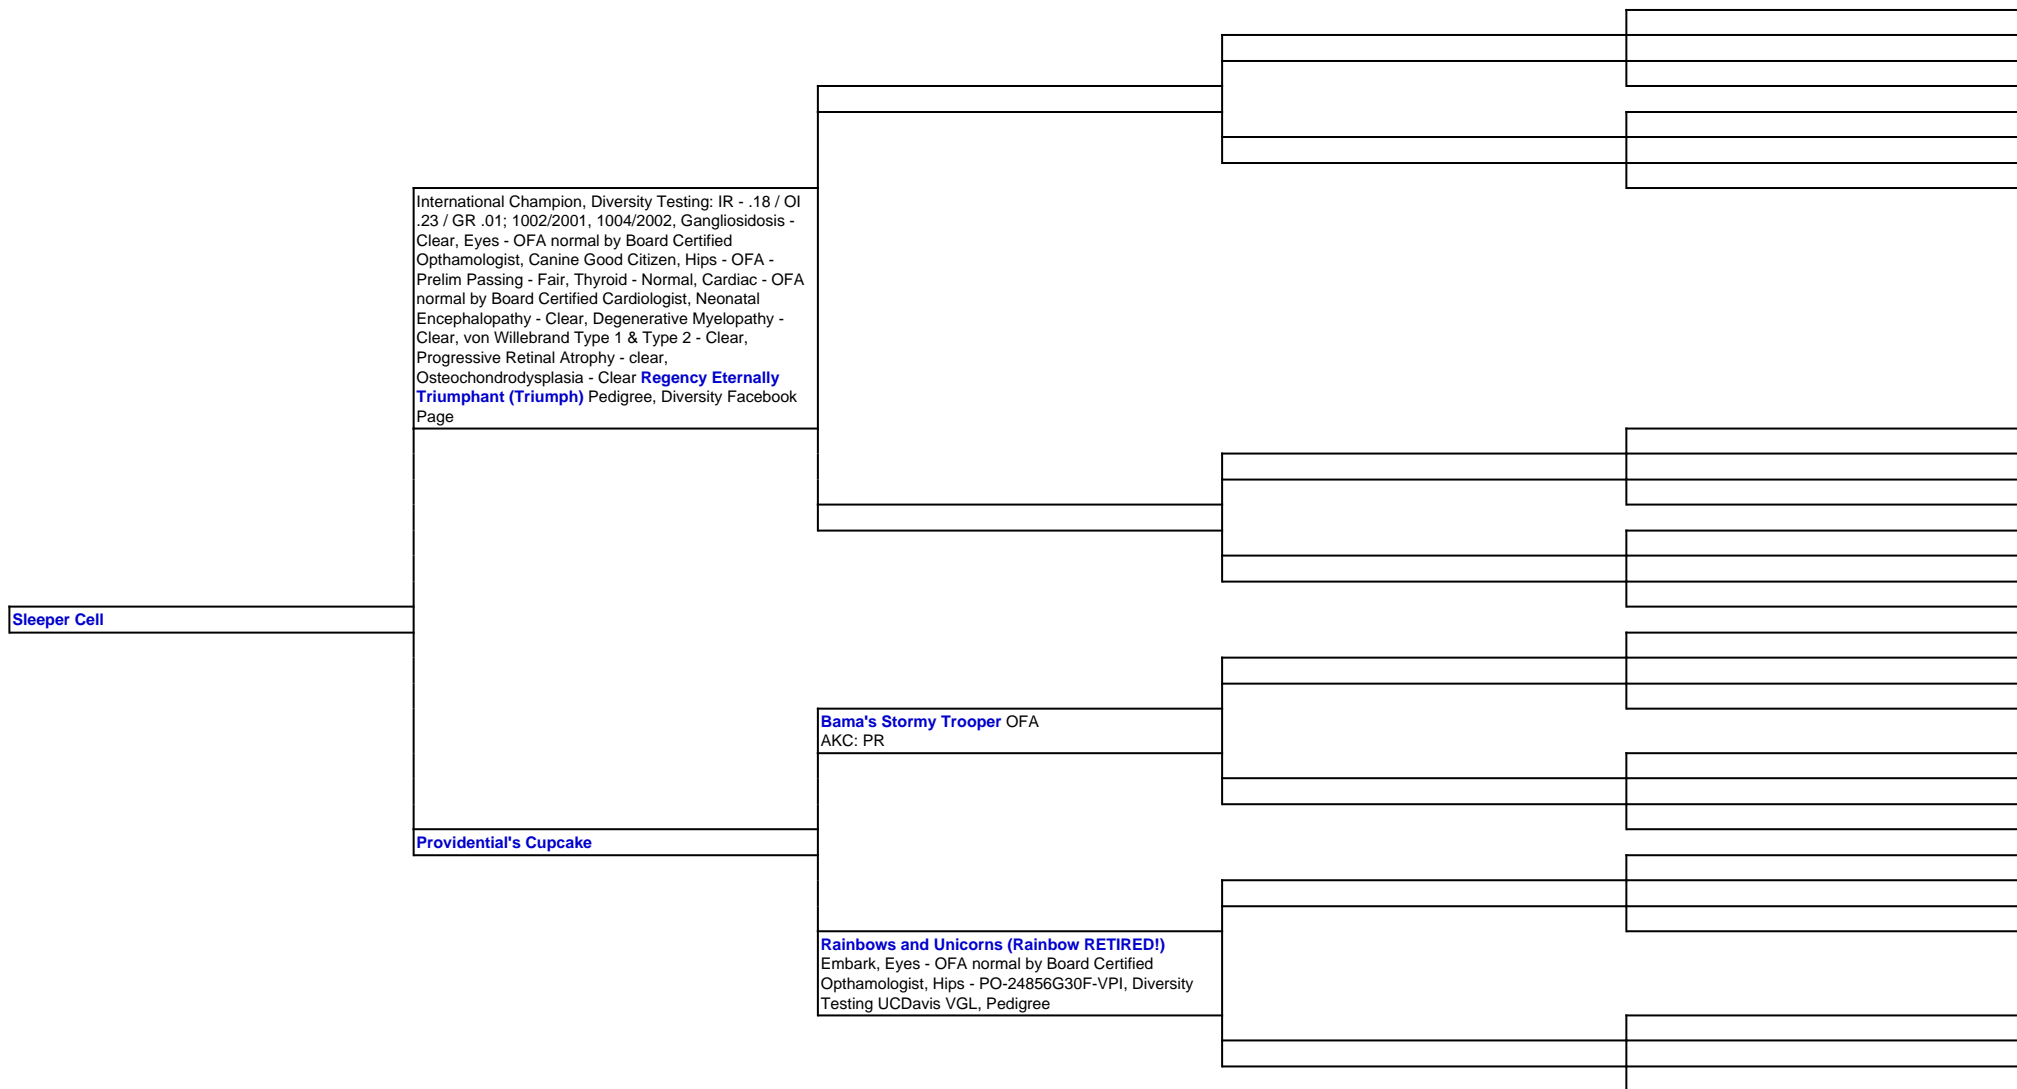 International Champion, Diversity Testing: IR - .18 / OI
.23 / GR .01; 1002/2001, 1004/2002, Gangliosidosis -
Clear, Eyes - OFA normal by Board Certified
Opthamologist, Canine Good Citizen, Hips - OFA -
Prelim Passing - Fair, Thyroid - Normal, Cardiac - OFA
normal by Board Certified Cardiologist, Neonatal
Encephalopathy - Clear, Degenerative Myelopathy -
Clear, von Willebrand Type 1 & Type 2 - Clear,
Progressive Retinal Atrophy - clear,
Osteochondrodysplasia - Clear Regency Eternally
Triumphant (Triumph) Pedigree, Diversity Facebook
Page
Sleeper Cell
Bama's Stormy Trooper OFA
AKC: PR
Providential's Cupcake
Rainbows and Unicorns (Rainbow RETIRED!)
Embark, Eyes - OFA normal by Board Certified
Opthamologist, Hips - PO-24856G30F-VPI, Diversity
Testing UCDavis VGL, Pedigree